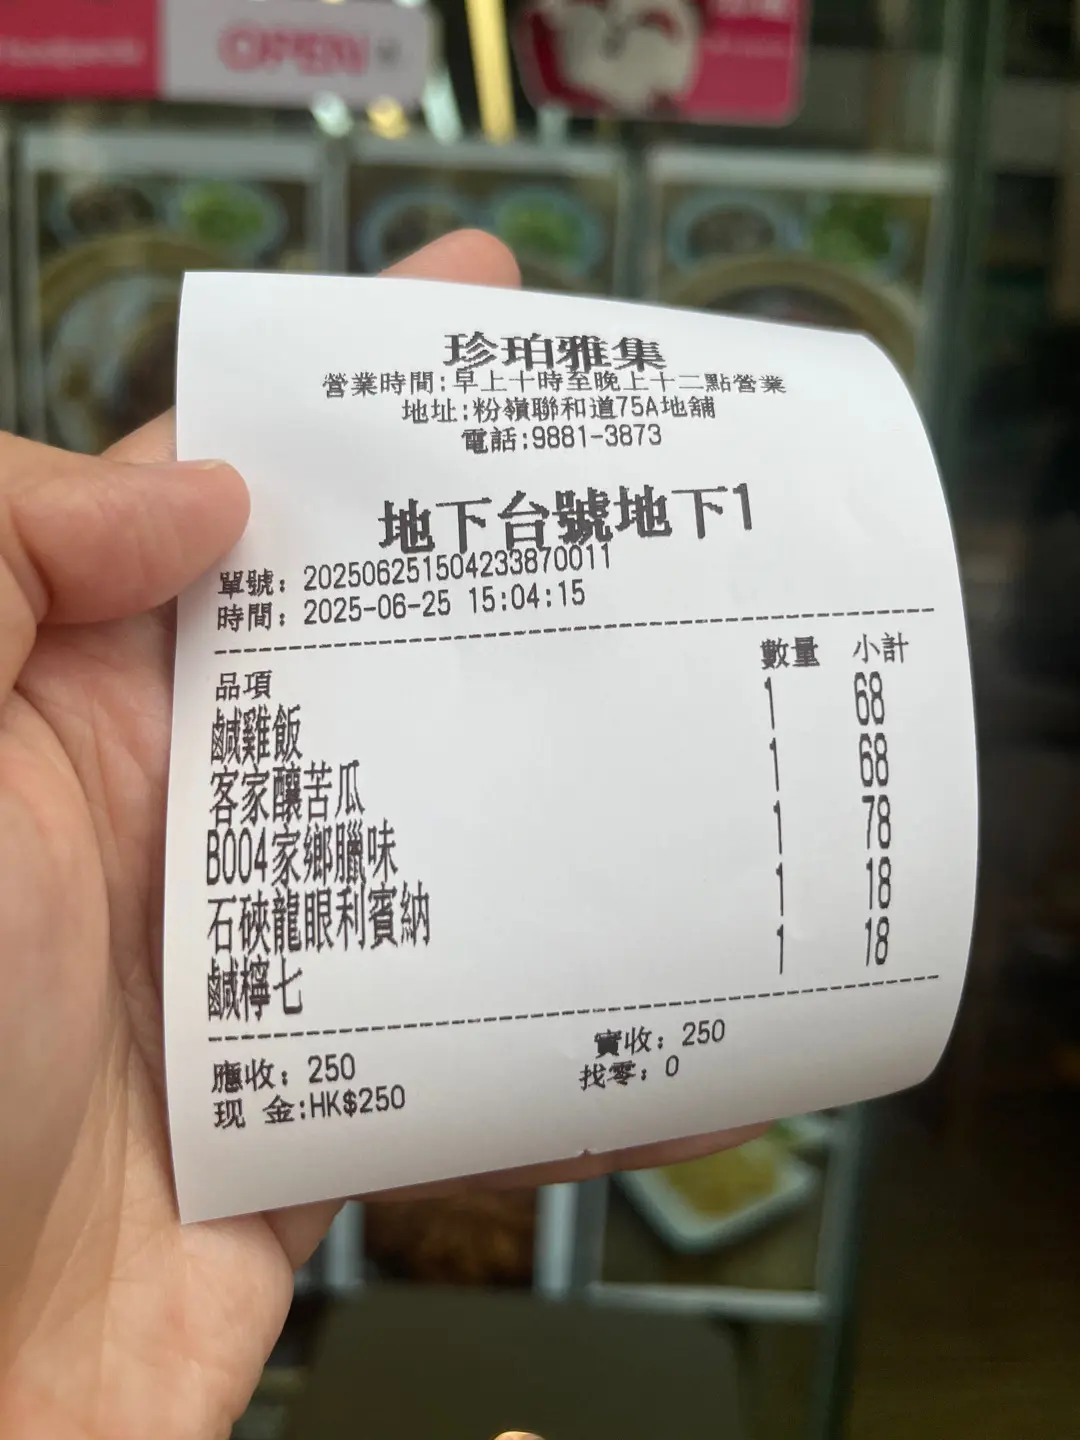 OPEN
珍珀雅集
營業時間:早上十時至晚上十二點營業
地址:粉嶺聯和道75A地舖
電話:9881-3873
地下台號地下1
單號: 202506251504233870011
時間: 2025-06-25 15:04:15
品項 數量 小計
鹹雞飯 1 68
客家釀苦瓜 1 68
B004家鄉臘味 1 78
石硤龍眼利賓納 1 18
鹹檸七 1 18
應收: 250 實收: 250
现 金:HK$250 找零: 0